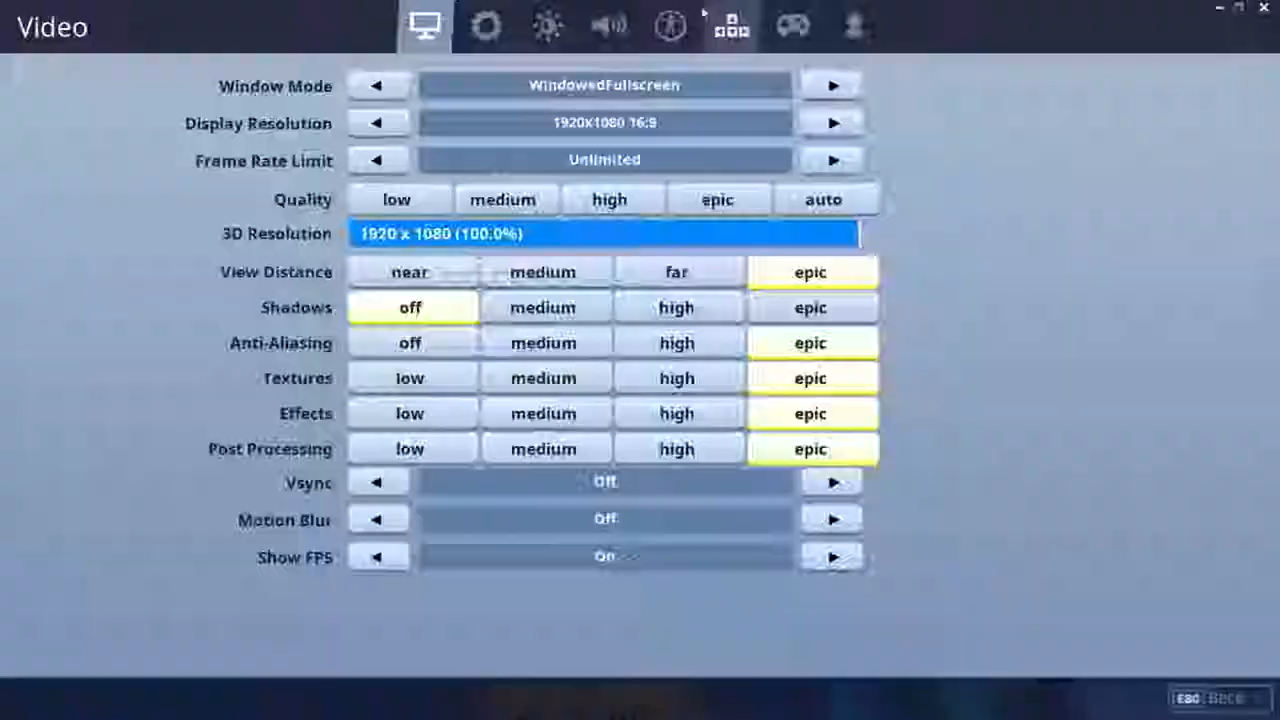 Video
Window Mode WindowedFullscreen
Display Resolution 1920x1080 16:9
Frame Rate Limit Unlimited
Quality low medium high epic auto
3D Resolution 1920 x 1080 (100.0%)
View Distance near medium far epic
Shadows off medium high epic
Anti-Aliasing off medium high epic
Textures low medium high epic
Effects low medium high epic
Post Processing low medium high epic
Vsync Off
Motion Blur Off
Show FPS On